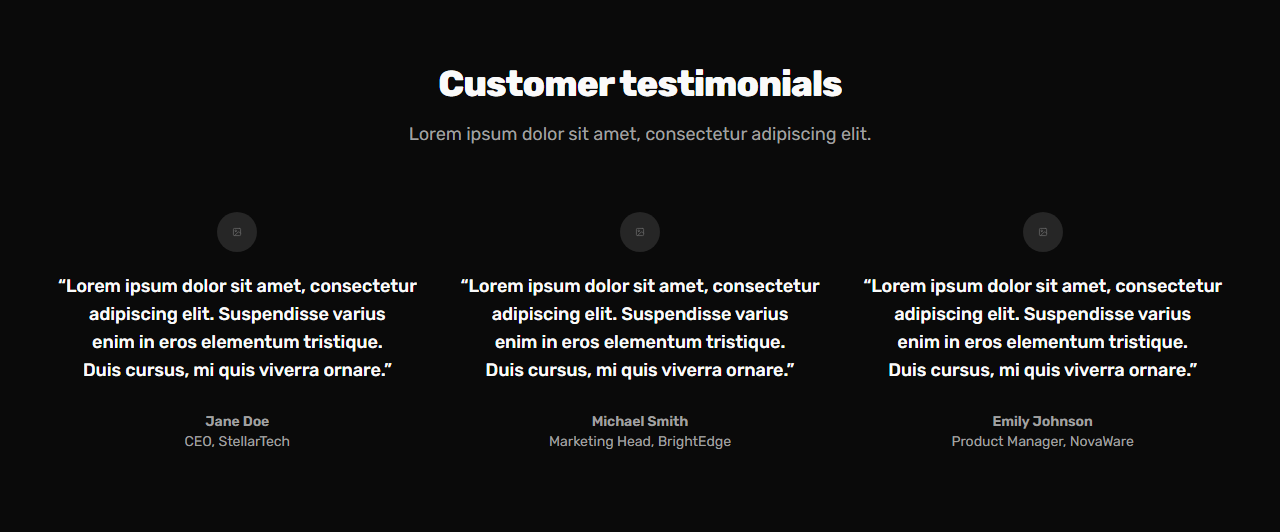 Customer testimonials
Lorem ipsum dolor sit amet, consectetur adipiscing elit.
“Lorem ipsum dolor sit amet, consectetur
adipiscing elit. Suspendisse varius
enim in eros elementum tristique.
Duis cursus, mi quis viverra ornare.”
Jane Doe
CEO, StellarTech
“Lorem ipsum dolor sit amet, consectetur
adipiscing elit. Suspendisse varius
enim in eros elementum tristique.
Duis cursus, mi quis viverra ornare.”
Michael Smith
Marketing Head, BrightEdge
“Lorem ipsum dolor sit amet, consectetur
adipiscing elit. Suspendisse varius
enim in eros elementum tristique.
Duis cursus, mi quis viverra ornare.”
Emily Johnson
Product Manager, NovaWare